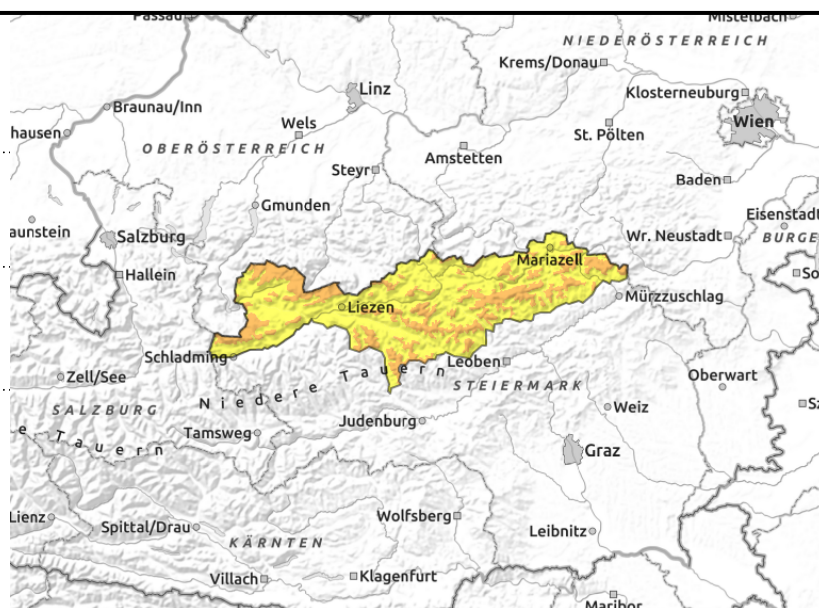 Passau
Mistelbach
NIEDERÖSTERREICH
Krems/Donau
Linz
Klosterneuburg
Braunau/Inn
Wien
Wels
hausen
St. Pölten
OBERÖSTERREICH
Amstetten
Steyr
Baden
Gmunden
Eisenstadt
aunstein
Salzburg
Wr. Neustadt
BURGE
Mariazell
Hallein
So
Mürzzuschlag
Liezen
Schladming
Leoben
Zell/See
Niedere Tauern
Oberwart
STEIERMARK
SALZBURG
Weiz
Sz
Judenburg
e Tauern
Tamsweg
Graz
Lienz
Spittal/Drau
Wolfsberg
Leibnitz
KÄRNTEN
Villach
Klagenfurt
Maribor